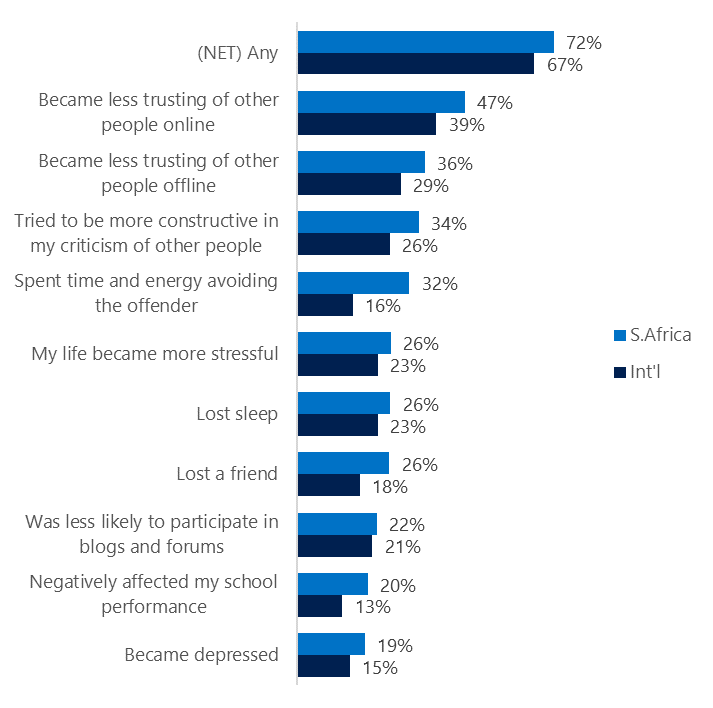 (NET) Any
72%
67%
Became less trusting of other
people online
47%
39%
Became less trusting of other
people offline
36%
29%
Tried to be more constructive in
my criticism of other people
34%
26%
Spent time and energy avoiding
the offender
32%
16%
My life became more stressful
26%
23%
Lost sleep
26%
23%
Lost a friend
26%
18%
Was less likely to participate in
blogs and forums
22%
21%
Negatively affected my school
performance
20%
13%
Became depressed
19%
15%
S.Africa
Int'l